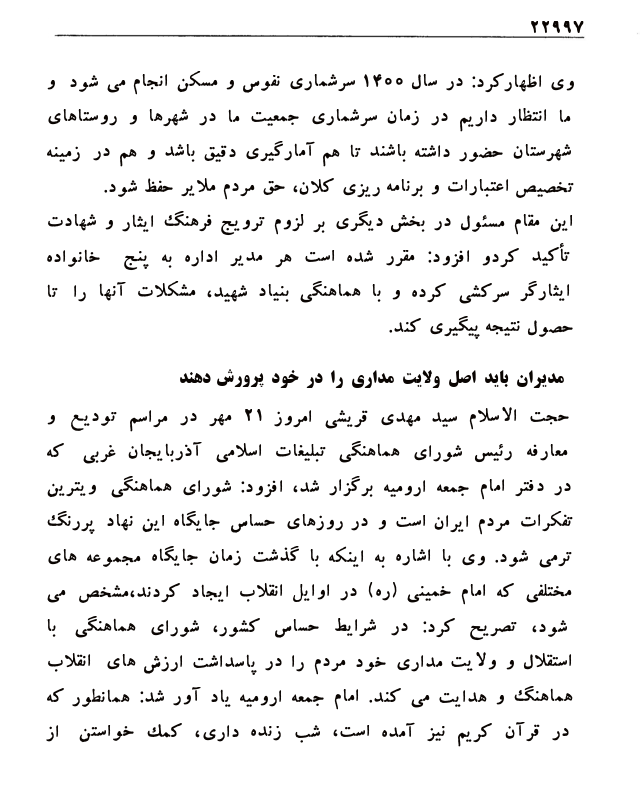 ۲۲۹۹۷
وی اظهارکرد: در سال ۱۴۰۰ سرشماری نفوس و مسکن انجام می شود و
ما انتظار داریم در زمان سرشماری جمعیت ما در شهرها و روستاهای
شهرستان حضور داشته باشند تا هم آمارگیری دقیق باشد و هم در زمینه
تخصیص اعتبارات و برنامه ریزی کلان، حق مردم ملایر حفظ شود.
این مقام مسئول در بخش دیگری بر لزوم ترویج فرهنگ ایثار و شهادت
تأکید کردو افزود: مقرر شده است هر مدیر اداره به پنج خانواده
ایثارگر سرکشی کرده و با هماهنگی بنیاد شهید، مشکلات آنها را تا
حصول نتیجه پیگیری کند.
مدیران باید اصل ولایت مداری را در خود پرورش دهند
حجت الاسلام سید مهدی قریشی امروز ۲۱ مهر در مراسم تودیع و
معارفه رئیس شورای هماهنگی تبلیغات اسلامی آذربایجان غربی که
در دفتر امام جمعه ارومیه برگزار شد، افزود: شورای هماهنگی ویترین
تفکرات مردم ایران است و در روزهای حساس جایگاه این نهاد پررنگ
ترمی شود. وی با اشاره به اینکه با گذشت زمان جایگاه مجموعه های
مختلفی که امام خمینی (ره) در اوایل انقلاب ایجاد کردند،مشخص می
شود، تصریح کرد: در شرایط حساس کشور، شورای هماهنگی با
استقلال و ولایت مداری خود مردم را در پاسداشت ارزش های انقلاب
هماهنگ و هدایت می کند. امام جمعه ارومیه یاد آور شد: همانطور که
در قرآن کریم نیز آمده است، شب زنده داری، کمک خواستن از